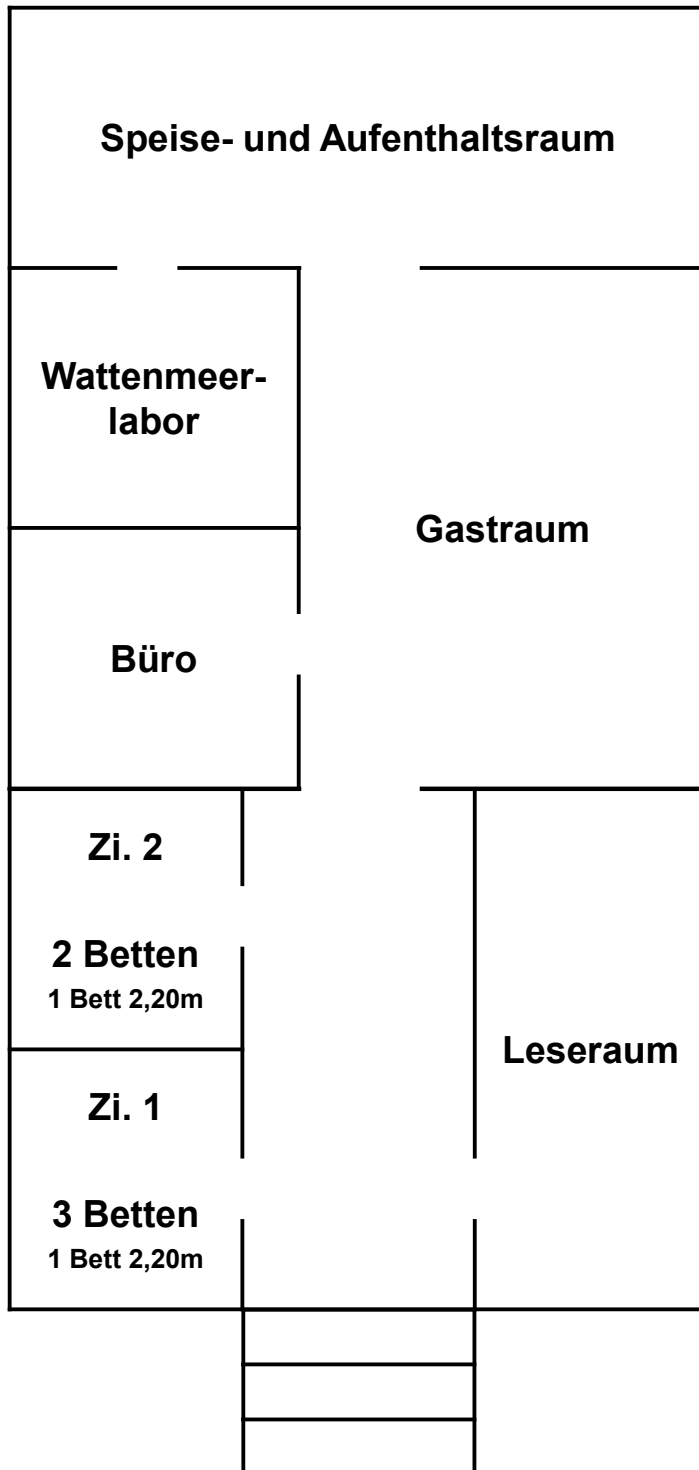 Speise- und Aufenthaltsraum
Wattenmeer-
labor
Gastraum
Büro
Zi. 2
2 Betten
1 Bett 2,20m
Leseraum
Zi. 1
3 Betten
1 Bett 2,20m